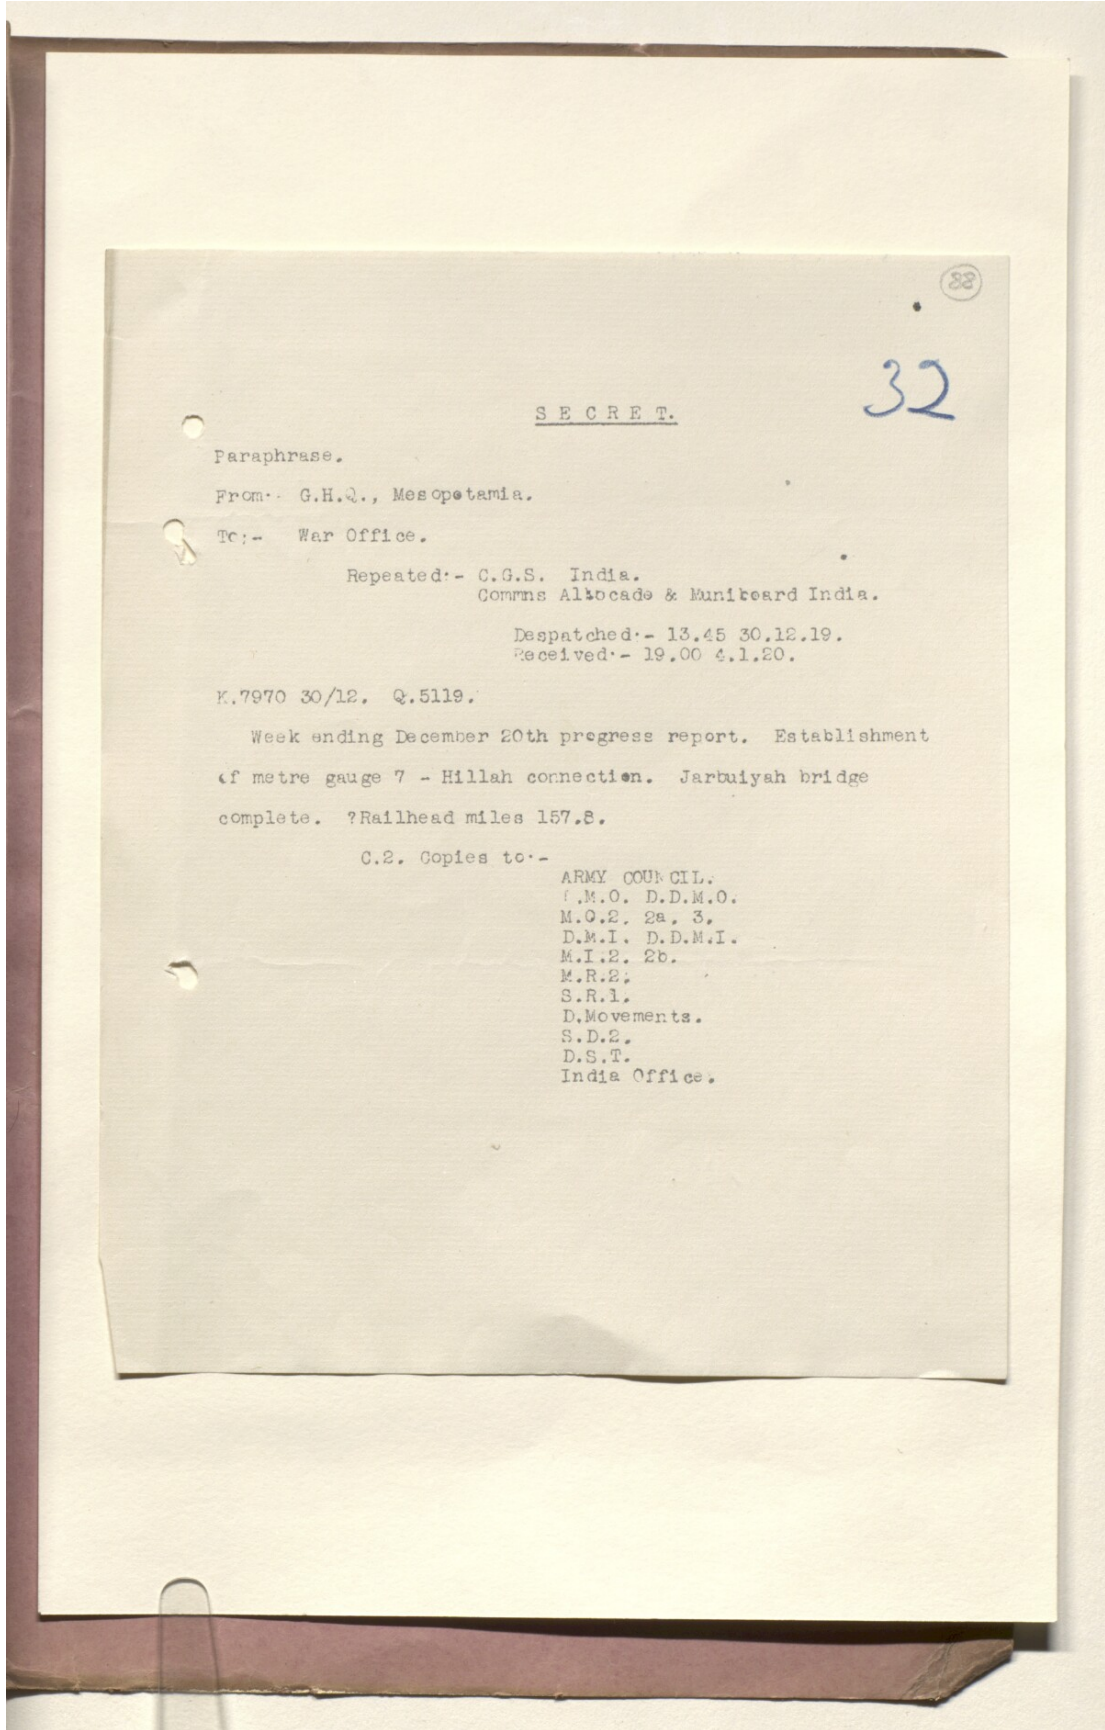 88
32
S E C R E T.
Paraphrase.
From:- G.H.Q., Mesopotamia.
To:- War Office.
Repeated:- C.G.S. India.
Commns Altocade & Muniboard India.
Despatched:- 13.45 30.12.19.
Received:- 19.00 4.1.20.
K.7970 30/12. Q.5119.
Week ending December 20th progress report. Establishment
of metre gauge 7 - Hillah connection. Jarbuiyah bridge
complete. ?Railhead miles 157.8.
C.2. Copies to:-
ARMY COUNCIL.
.M.O. D.D.M.O.
M.O.2. 2a. 3.
D.M.I. D.D.M.I.
M.I.2. 2b.
M.R.2.
S.R.1.
D.Movements.
S.D.2.
D.S.T.
India Office.